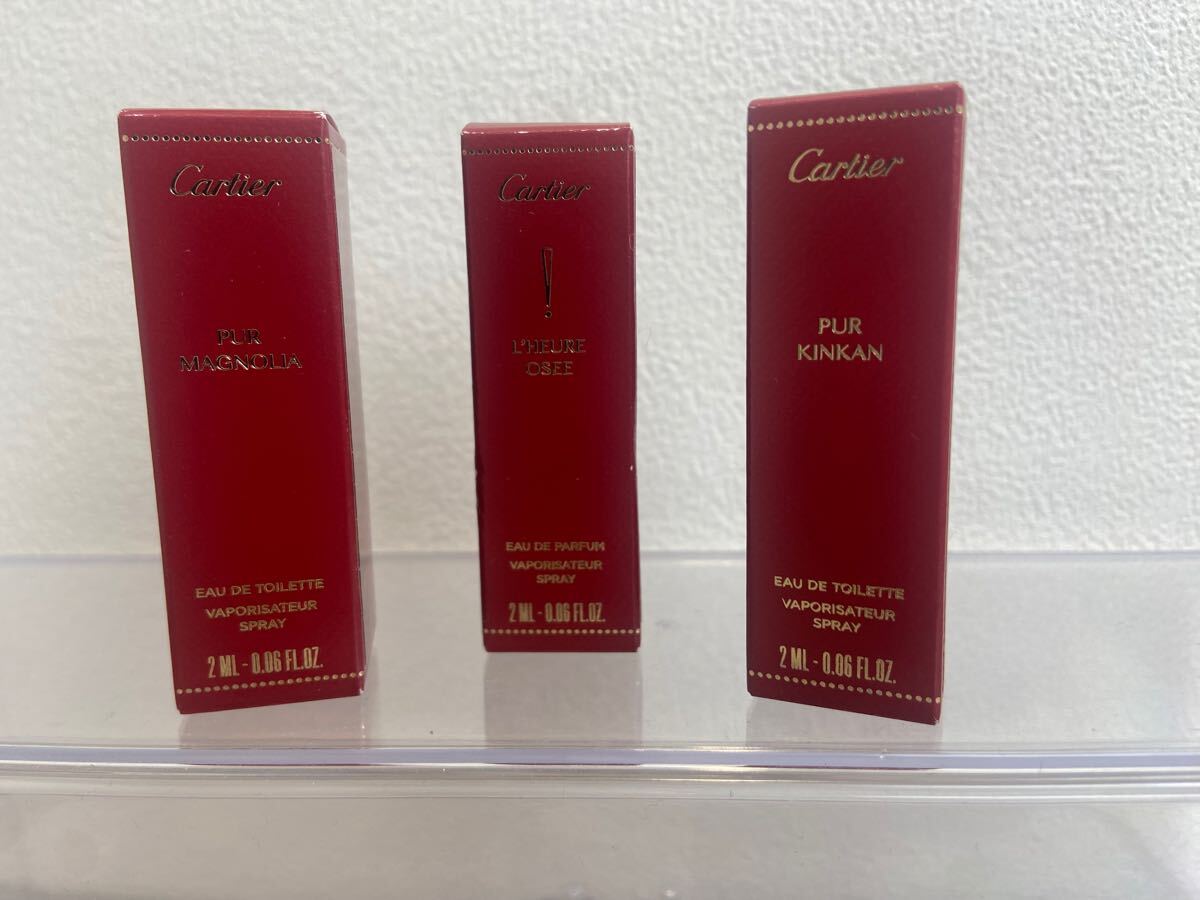 Cartier
PUR
MAGNOLIA
EAU DE TOILETTE
VAPORISATEUR
SPRAY
2 ML - 0.06 FL.OZ.
Cartier
!
L'HEURE
OSEE
EAU DE PARFUM
VAPORISATEUR
SPRAY
2 ML - 0.06 FL.OZ.
Cartier
PUR
KINKAN
EAU DE TOILETTE
VAPORISATEUR
SPRAY
2 ML - 0.06 FL.OZ.